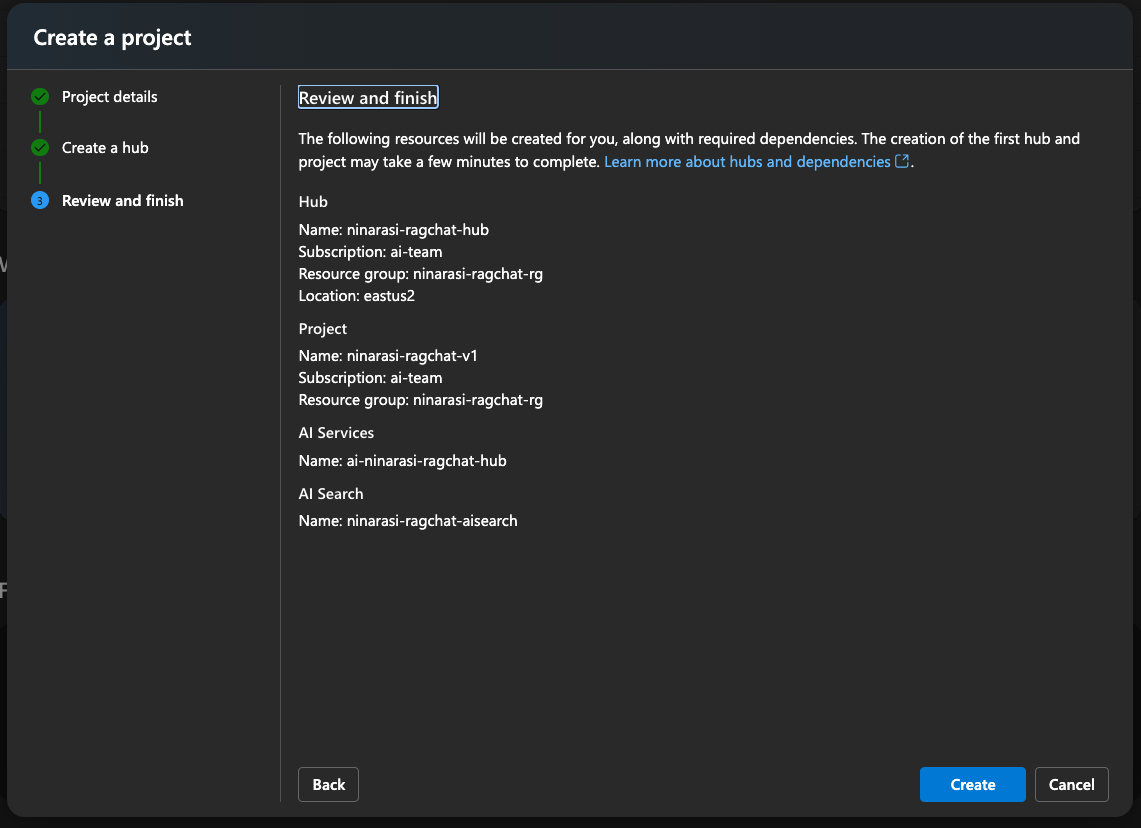 Create a project
Project details
Create a hub
3
Review and finish
Review and finish
The following resources will be created for you, along with required dependencies. The creation of the first hub and
project may take a few minutes to complete. Learn more about hubs and dependencies.
Hub
Name: ninarasi-ragchat-hub
Subscription: ai-team
Resource group: ninarasi-ragchat-rg
Location: eastus2
Project
Name: ninarasi-ragchat-v1
Subscription: ai-team
Resource group: ninarasi-ragchat-rg
AI Services
Name: ai-ninarasi-ragchat-hub
AI Search
Name: ninarasi-ragchat-aisearch
Back
Create
Cancel